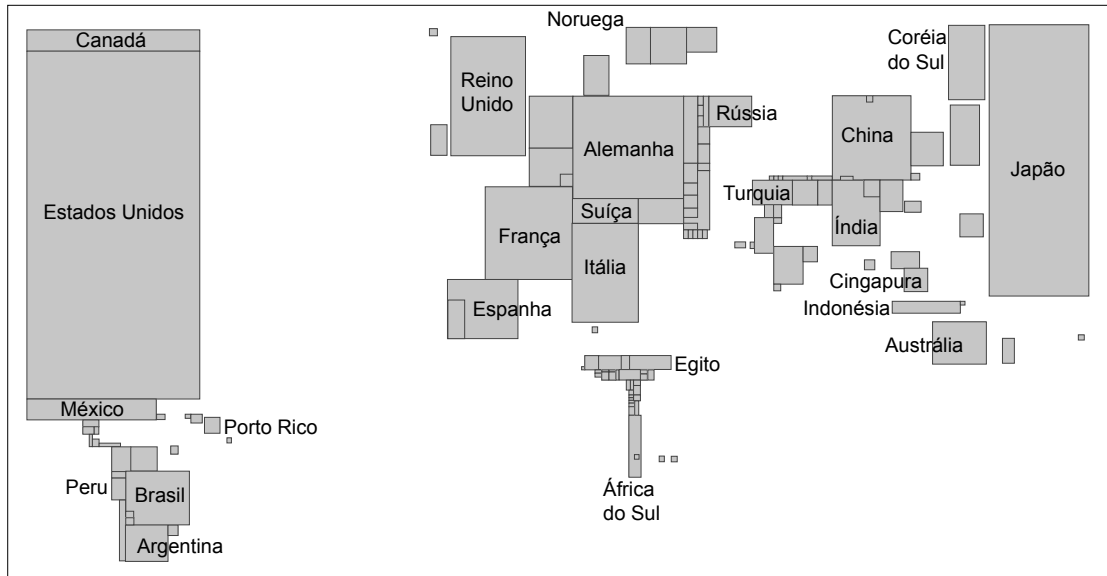 Canadá
Estados Unidos
México
Porto Rico
Peru
Brasil
Argentina
Noruega
Reino
Unido
Alemanha
Rússia
Suíça
França
Itália
Espanha
Egito
África
do Sul
Coréia
do Sul
China
Japão
Turquia
Índia
Cingapura
Indonésia
Austrália